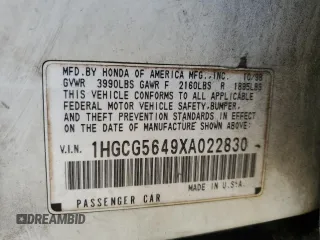 MFD.BY HONDA OF AMERICA MFG.,INC. 10/98
GVWR 3990LBS GAWR F 2160LBS R 1895LBS
THIS VEHICLE CONFORMS TO ALL APPLICABLE
FEDERAL MOTOR VEHICLE SAFETY,BUMPER,
AND THEFT PREVENTION STANDARDS IN EFFECT
ON THE DATE OF MANUFACTURE SHOWN ABOVE.
V.I.N. 1HGCG5649XA022830
MADE IN U.S.A.
PASSENGER CAR
DREAMBID